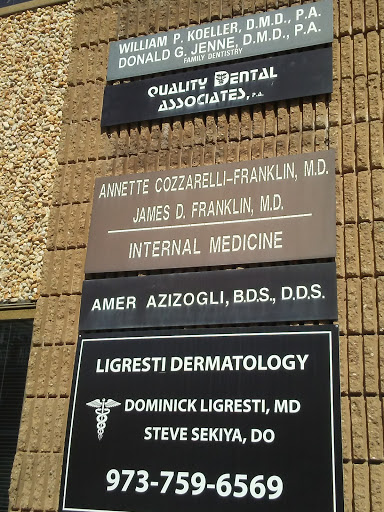 WILLIAM P. KOELLER, D.M.D., P.A.
DONALD G. JENNE, D.M.D., P.A.
FAMILY DENTISTRY
QUALITY DENTAL
ASSOCIATES, P.A.
ANNETTE COZZARELLI-FRANKLIN, M.D.
JAMES D. FRANKLIN, M.D.
INTERNAL MEDICINE
AMER AZIZOGLI, B.D.S., D.D.S.
LIGRESTI DERMATOLOGY
DOMINICK LIGRESTI, MD
STEVE SEKIYA, DO
973-759-6569